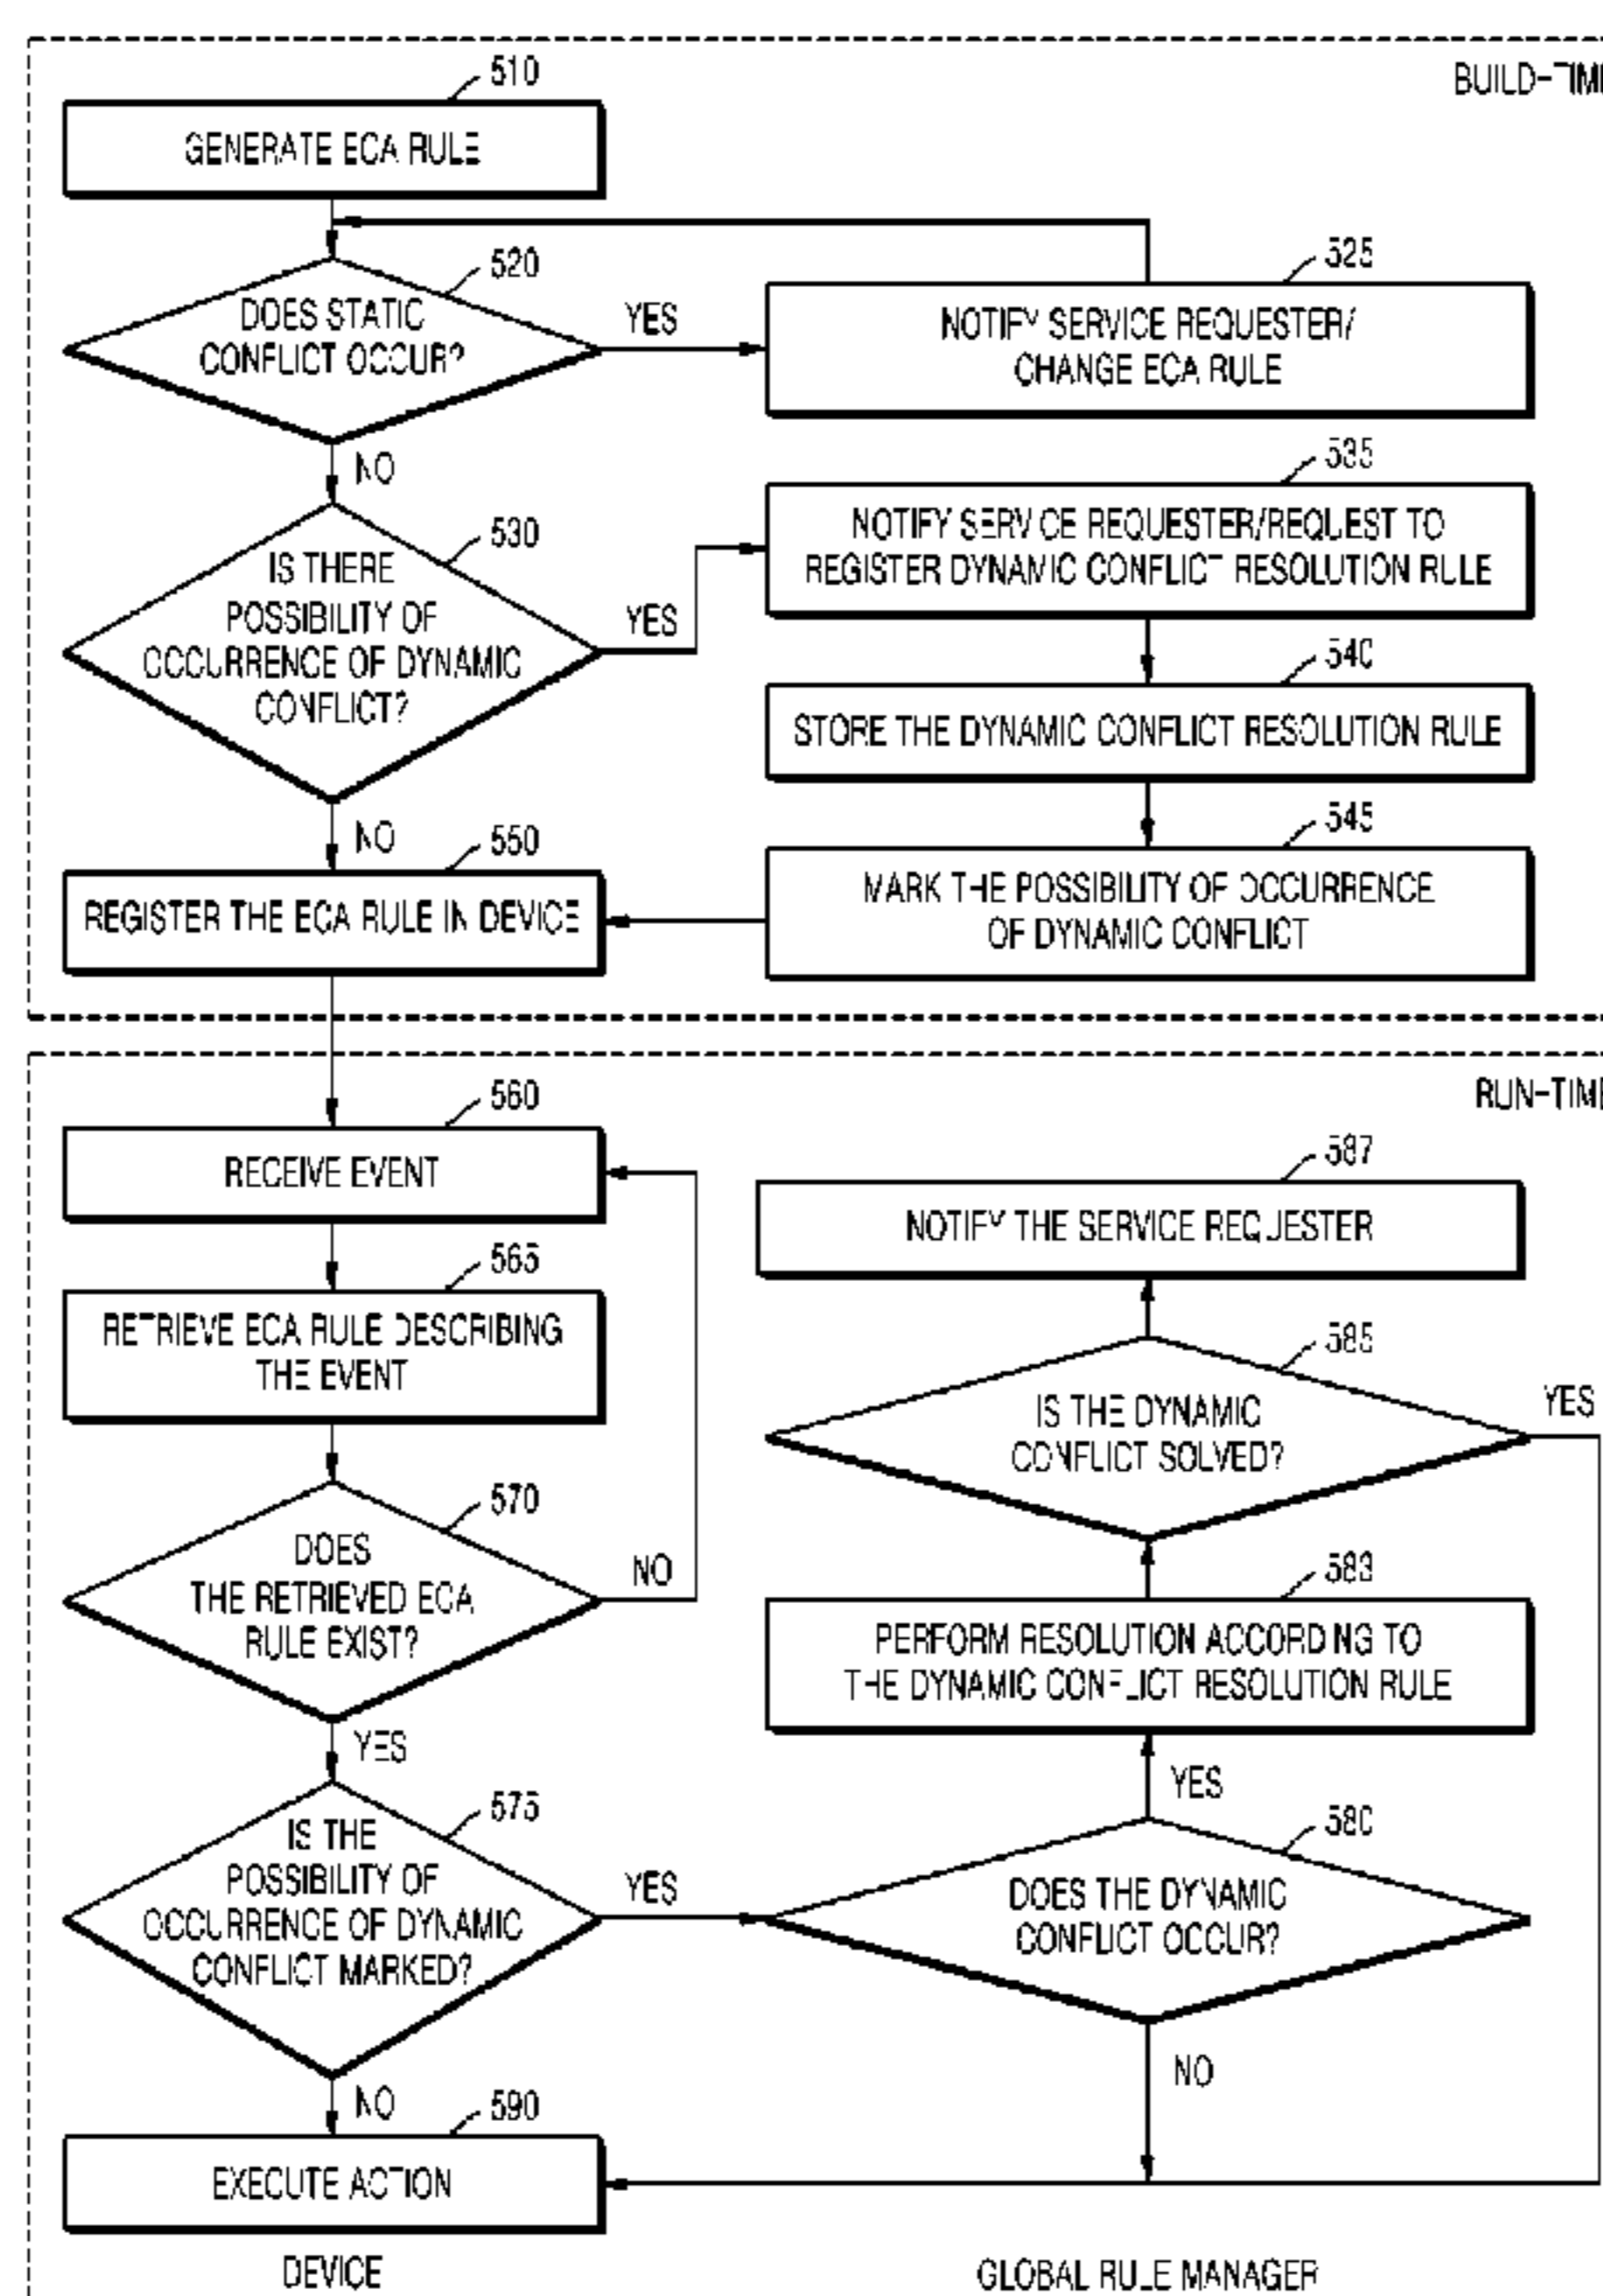 BUILD-TIME
510
GENERATE ECA RULE
520
DOES STATIC
CONFLICT OCCUR?
YES
525
NOTIFY SERVICE REQUESTER/
CHANGE ECA RULE
NO
530
IS THERE
POSSIBILITY OF
OCCURRENCE OF DYNAMIC
CONFLICT?
YES
535
NOTIFY SERVICE REQUESTER/REQUEST TO
REGISTER DYNAMIC CONFLICT RESOLUTION RULE
540
STORE THE DYNAMIC CONFLICT RESOLUTION RULE
545
MARK THE POSSIBILITY OF OCCURRENCE
OF DYNAMIC CONFLICT
NO
550
REGISTER THE ECA RULE IN DEVICE
RUN-TIME
560
RECEIVE EVENT
565
RETRIEVE ECA RULE DESCRIBING
THE EVENT
570
DOES
THE RETRIEVED ECA
RULE EXIST?
NO
YES
575
IS THE
POSSIBILITY OF
OCCURRENCE OF DYNAMIC
CONFLICT MARKED?
YES
NO
587
NOTIFY THE SERVICE REQUESTER
585
IS THE DYNAMIC
CONFLICT SOLVED?
YES
583
PERFORM RESOLUTION ACCORDING TO
THE DYNAMIC CONFLICT RESOLUTION RULE
YES
580
DOES THE DYNAMIC
CONFLICT OCCUR?
NO
590
EXECUTE ACTION
DEVICE
GLOBAL RULE MANAGER